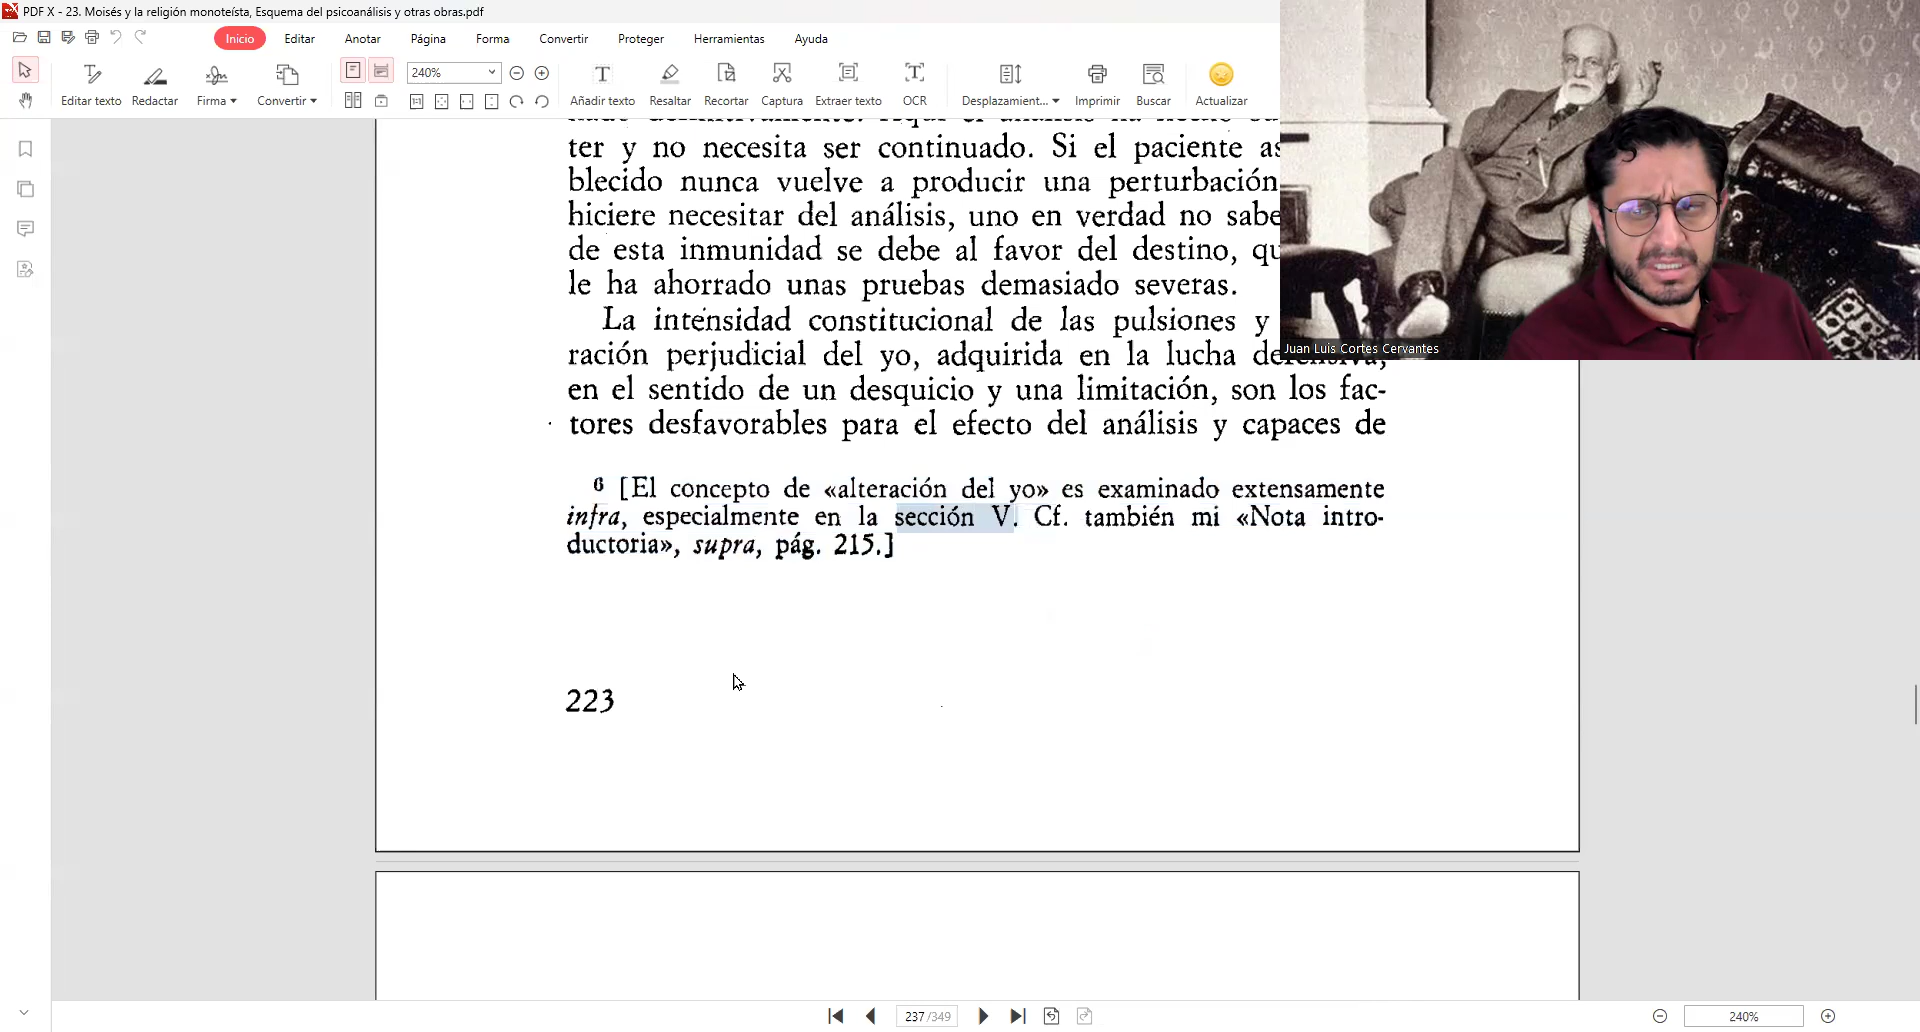 PDF X - 23. Moisés y la religión monoteísta, Esquema del psicoanálisis y otras obras.pdf
Inicio Editar Anotar Página Forma Convertir Proteger Herramientas Ayuda
240%
Editar texto Redactar Firma Convertir Añadir texto Resaltar Recortar Captura Extraer texto OCR Desplazamient... Imprimir Buscar Actualizar
ter y no necesita ser continuado. Si el paciente
blecido nunca vuelve a producir una perturbación
hiciere necesitar del análisis, uno en verdad no sabe
de esta inmunidad se debe al favor del destino,
le ha ahorrado unas pruebas demasiado severas.
La intensidad constitucional de las pulsiones y
ración perjudicial del yo, adquirida en la lucha defensiva,
en el sentido de un desquicio y una limitación, son los fac-
tores desfavorables para el efecto del análisis y capaces de
6 [El concepto de «alteración del yo» es examinado extensamente
infra, especialmente en la sección V. Cf. también mi «Nota intro-
ductoria», supra, pág. 215.]
223
Juan Luis Cortes Cervantes
237 /349
240%